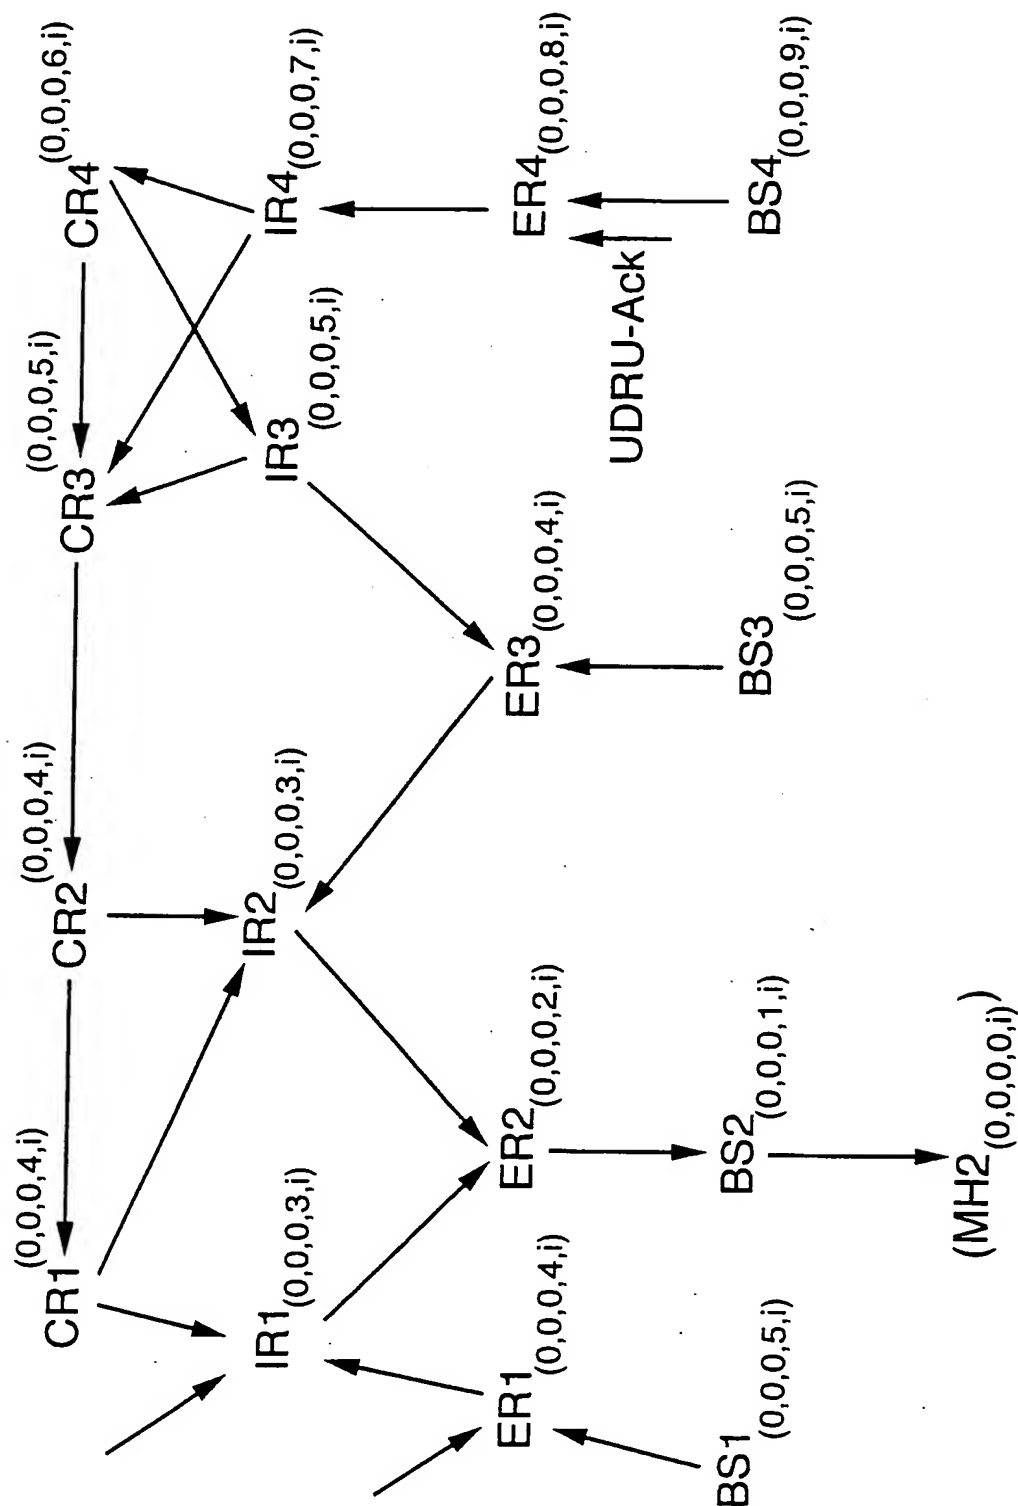 CR1
(0,0,0,4,i)
CR2
(0,0,0,4,i)
CR3
(0,0,0,5,i)
CR4
(0,0,0,6,i)
IR1
(0,0,0,3,i)
IR2
(0,0,0,3,i)
IR3
(0,0,0,5,i)
IR4
(0,0,0,7,i)
ER1
(0,0,0,4,i)
ER2
(0,0,0,2,i)
ER3
(0,0,0,4,i)
ER4
(0,0,0,8,i)
UDRU-Ack
BS1
(0,0,0,5,i)
BS2
(0,0,0,1,i)
BS3
(0,0,0,5,i)
BS4
(0,0,0,9,i)
(MH2(0,0,0,0,i))